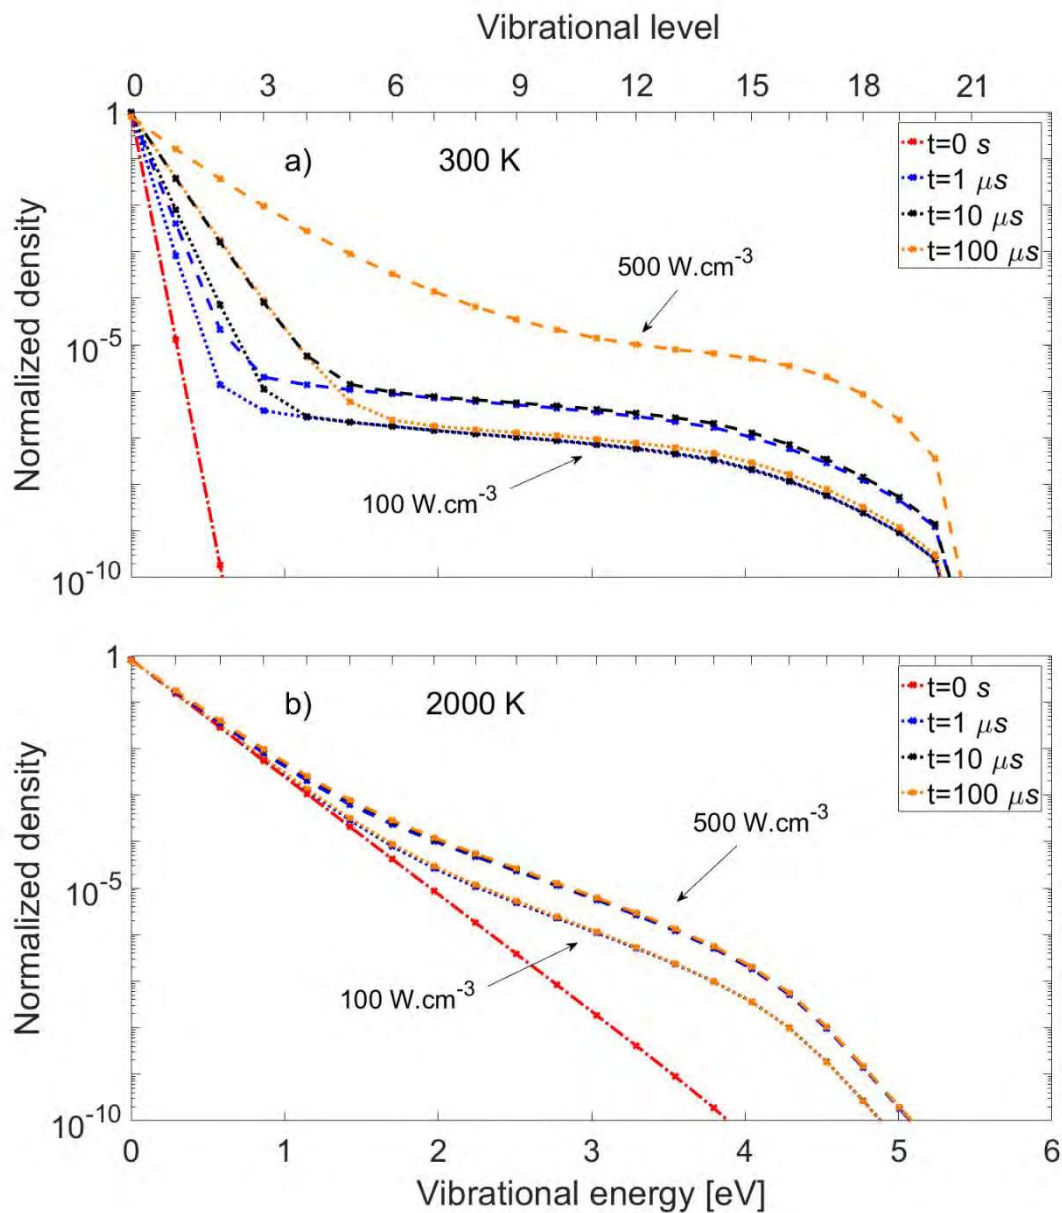 Vibrational level
0 3 6 9 12 15 18 21
1
a) 300 K
t=0 s
t=1 μs
t=10 μs
t=100 μs
500 W.cm-3
Normalized density
10-5
100 W.cm-3
10-10
1
b) 2000 K
t=0 s
t=1 μs
t=10 μs
t=100 μs
500 W.cm-3
Normalized density
10-5
100 W.cm-3
10-10
0 1 2 3 4 5 6
Vibrational energy [eV]